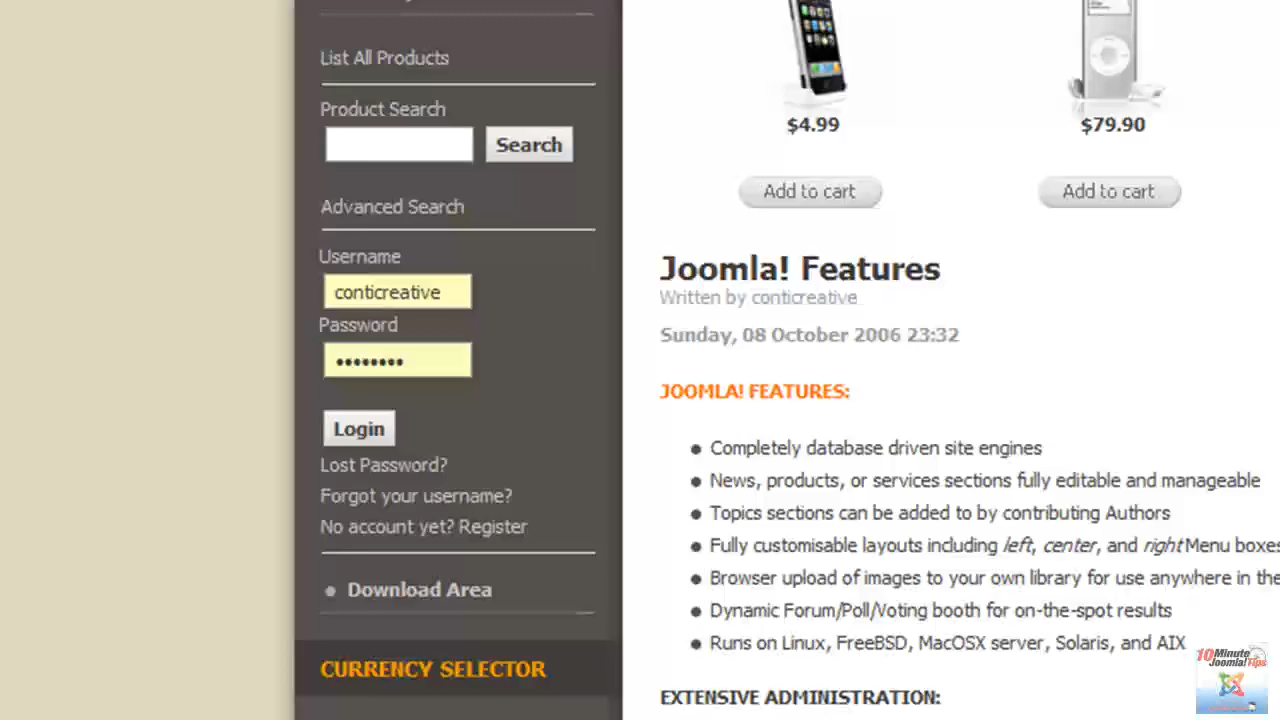 List All Products
Product Search
Search
Advanced Search
Username
conticreative
Password
••••••••
Login
Lost Password?
Forgot your username?
No account yet? Register
Download Area
CURRENCY SELECTOR
$4.99
$79.90
Add to cart
Add to cart
Joomla! Features
Written by conticreative
Sunday, 08 October 2006 23:32
JOOMLA! FEATURES:
Completely database driven site engines
News, products, or services sections fully editable and manageable
Topics sections can be added to by contributing Authors
Fully customisable layouts including left, center, and right Menu boxes
Browser upload of images to your own library for use anywhere in the
Dynamic Forum/Poll/Voting booth for on-the-spot results
Runs on Linux, FreeBSD, MacOSX server, Solaris, and AIX
EXTENSIVE ADMINISTRATION:
10 Minute
Joomla! Tips